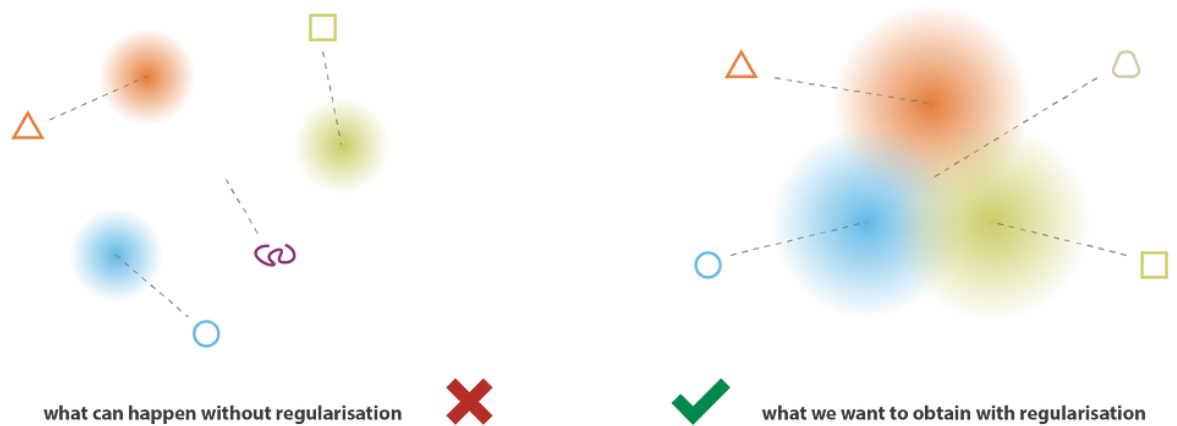 what can happen without regularisation
what we want to obtain with regularisation